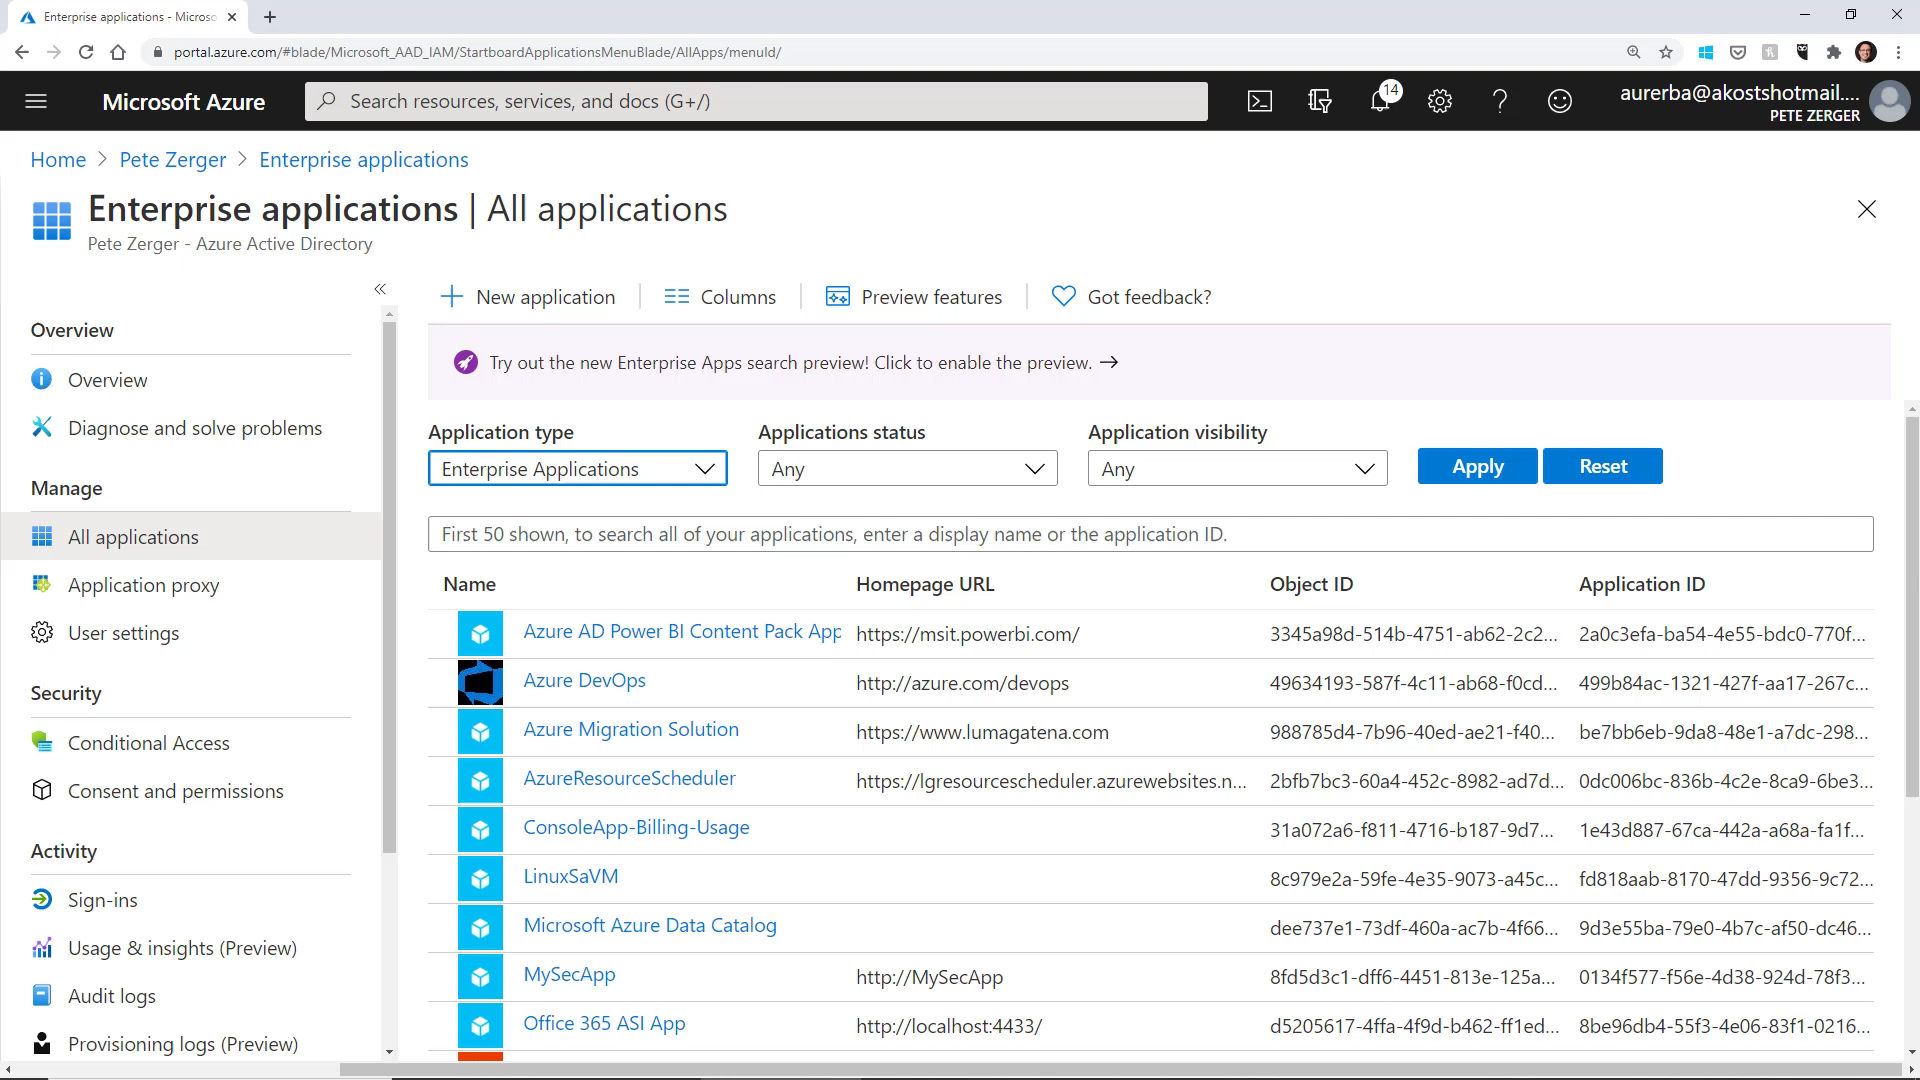 Enterprise applications - Microso
portal.azure.com/#blade/Microsoft_AAD_IAM/StartboardApplicationsMenuBlade/AllApps/menuId/
Microsoft Azure
Search resources, services, and docs (G+/)
14
aurerba@akostshotmail....
PETE ZERGER
Home > Pete Zerger > Enterprise applications
Enterprise applications | All applications
Pete Zerger - Azure Active Directory
Overview
Overview
Diagnose and solve problems
Manage
All applications
Application proxy
User settings
Security
Conditional Access
Consent and permissions
Activity
Sign-ins
Usage & insights (Preview)
Audit logs
Provisioning logs (Preview)
New application
Columns
Preview features
Got feedback?
Try out the new Enterprise Apps search preview! Click to enable the preview. →
Application type
Enterprise Applications
Applications status
Any
Application visibility
Any
Apply
Reset
First 50 shown, to search all of your applications, enter a display name or the application ID.
Name Homepage URL Object ID Application ID
Azure AD Power BI Content Pack App https://msit.powerbi.com/ 3345a98d-514b-4751-ab62-2c2... 2a0c3efa-ba54-4e55-bdc0-770f...
Azure DevOps http://azure.com/devops 49634193-587f-4c11-ab68-f0cd... 499b84ac-1321-427f-aa17-267c...
Azure Migration Solution https://www.lumagatena.com 988785d4-7b96-40ed-ae21-f40... be7bb6eb-9da8-48e1-a7dc-298...
AzureResourceScheduler https://lgresourcescheduler.azurewebsites.n... 2bfb7bc3-60a4-452c-8982-ad7d... 0dc006bc-836b-4c2e-8ca9-6be3...
ConsoleApp-Billing-Usage 31a072a6-f811-4716-b187-9d7... 1e43d887-67ca-442a-a68a-fa1f...
LinuxSaVM 8c979e2a-59fe-4e35-9073-a45c... fd818aab-8170-47dd-9356-9c72...
Microsoft Azure Data Catalog dee737e1-73df-460a-ac7b-4f66... 9d3e55ba-79e0-4b7c-af50-dc46...
MySecApp http://MySecApp 8fd5d3c1-dff6-4451-813e-125a... 0134f577-f56e-4d38-924d-78f3...
Office 365 ASI App http://localhost:4433/ d5205617-4ffa-4f9d-b462-ff1ed... 8be96db4-55f3-4e06-83f1-0216...